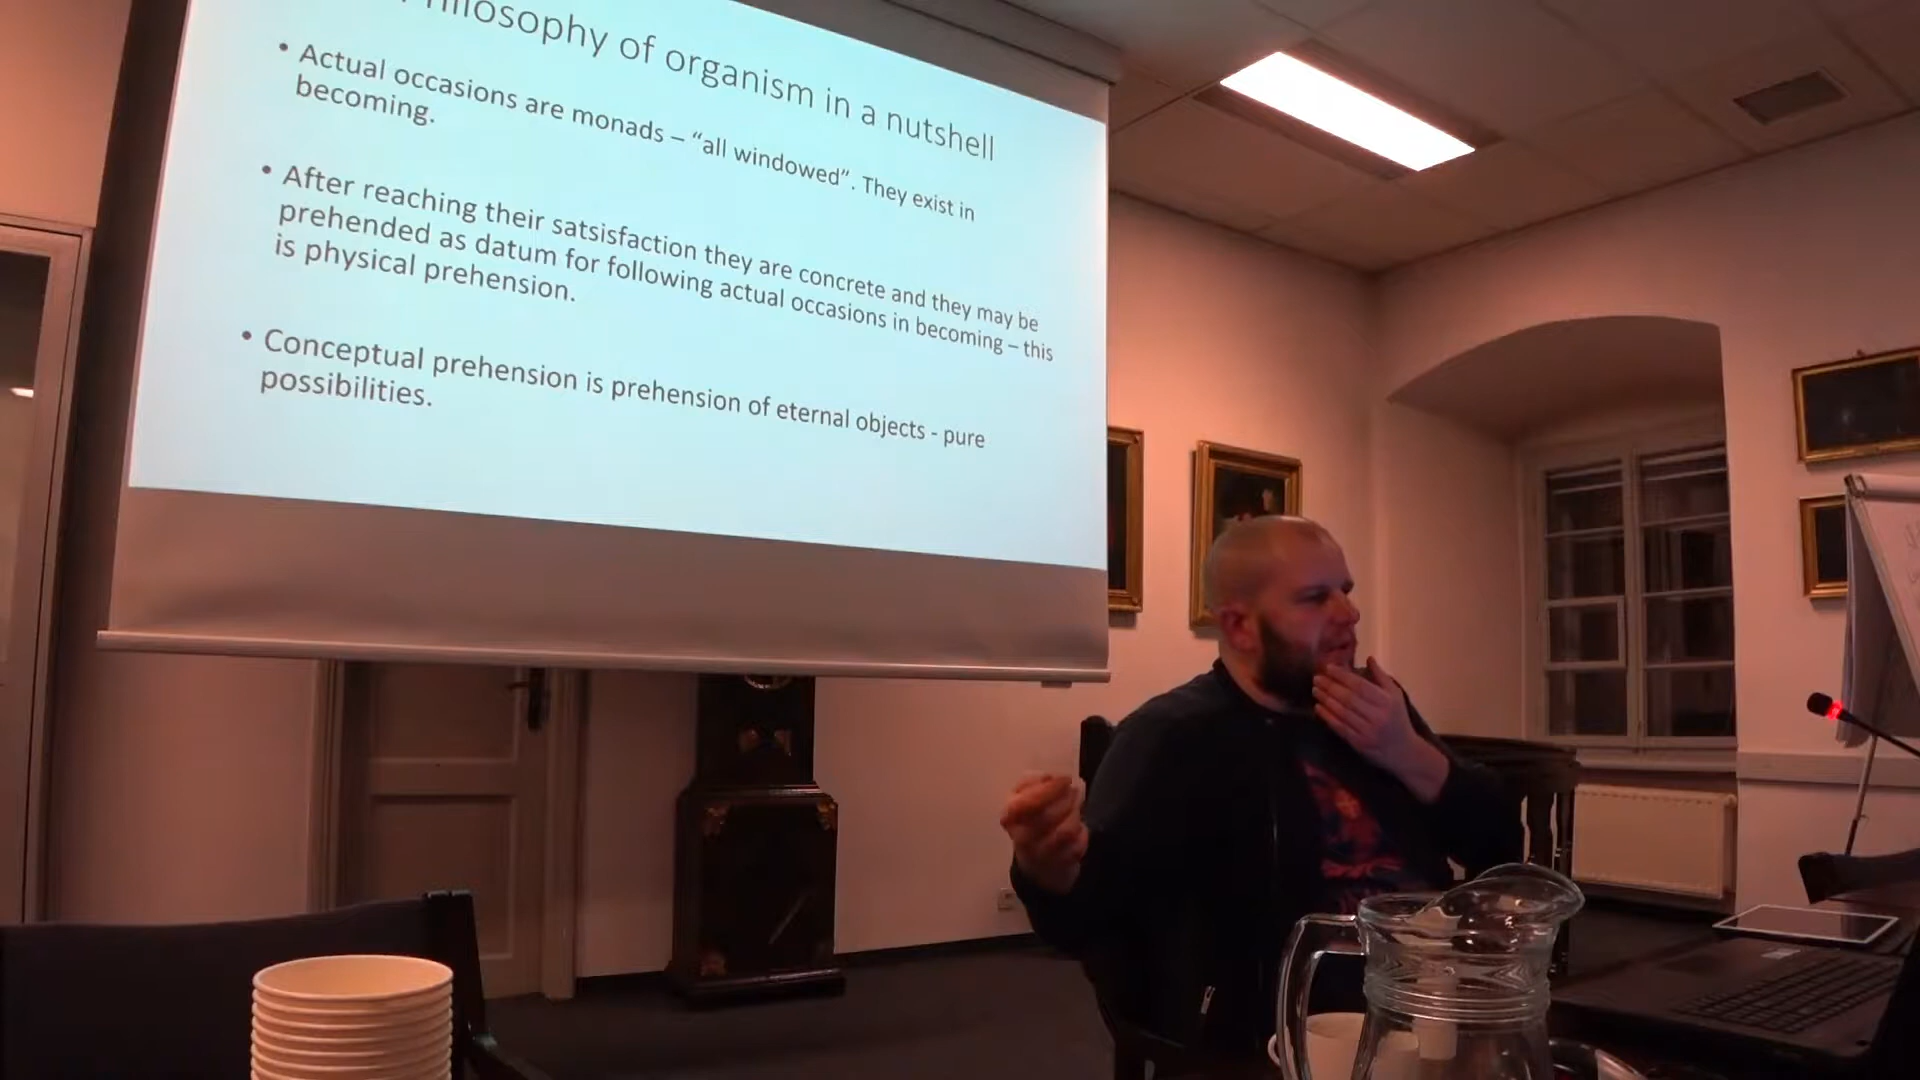 Philosophy of organism in a nutshell
• Actual occasions are monads – “all windowed”. They exist in
becoming.
• After reaching their satsisfaction they are concrete and they may be
prehended as datum for following actual occasions in becoming – this
is physical prehension.
• Conceptual prehension is prehension of eternal objects - pure
possibilities.